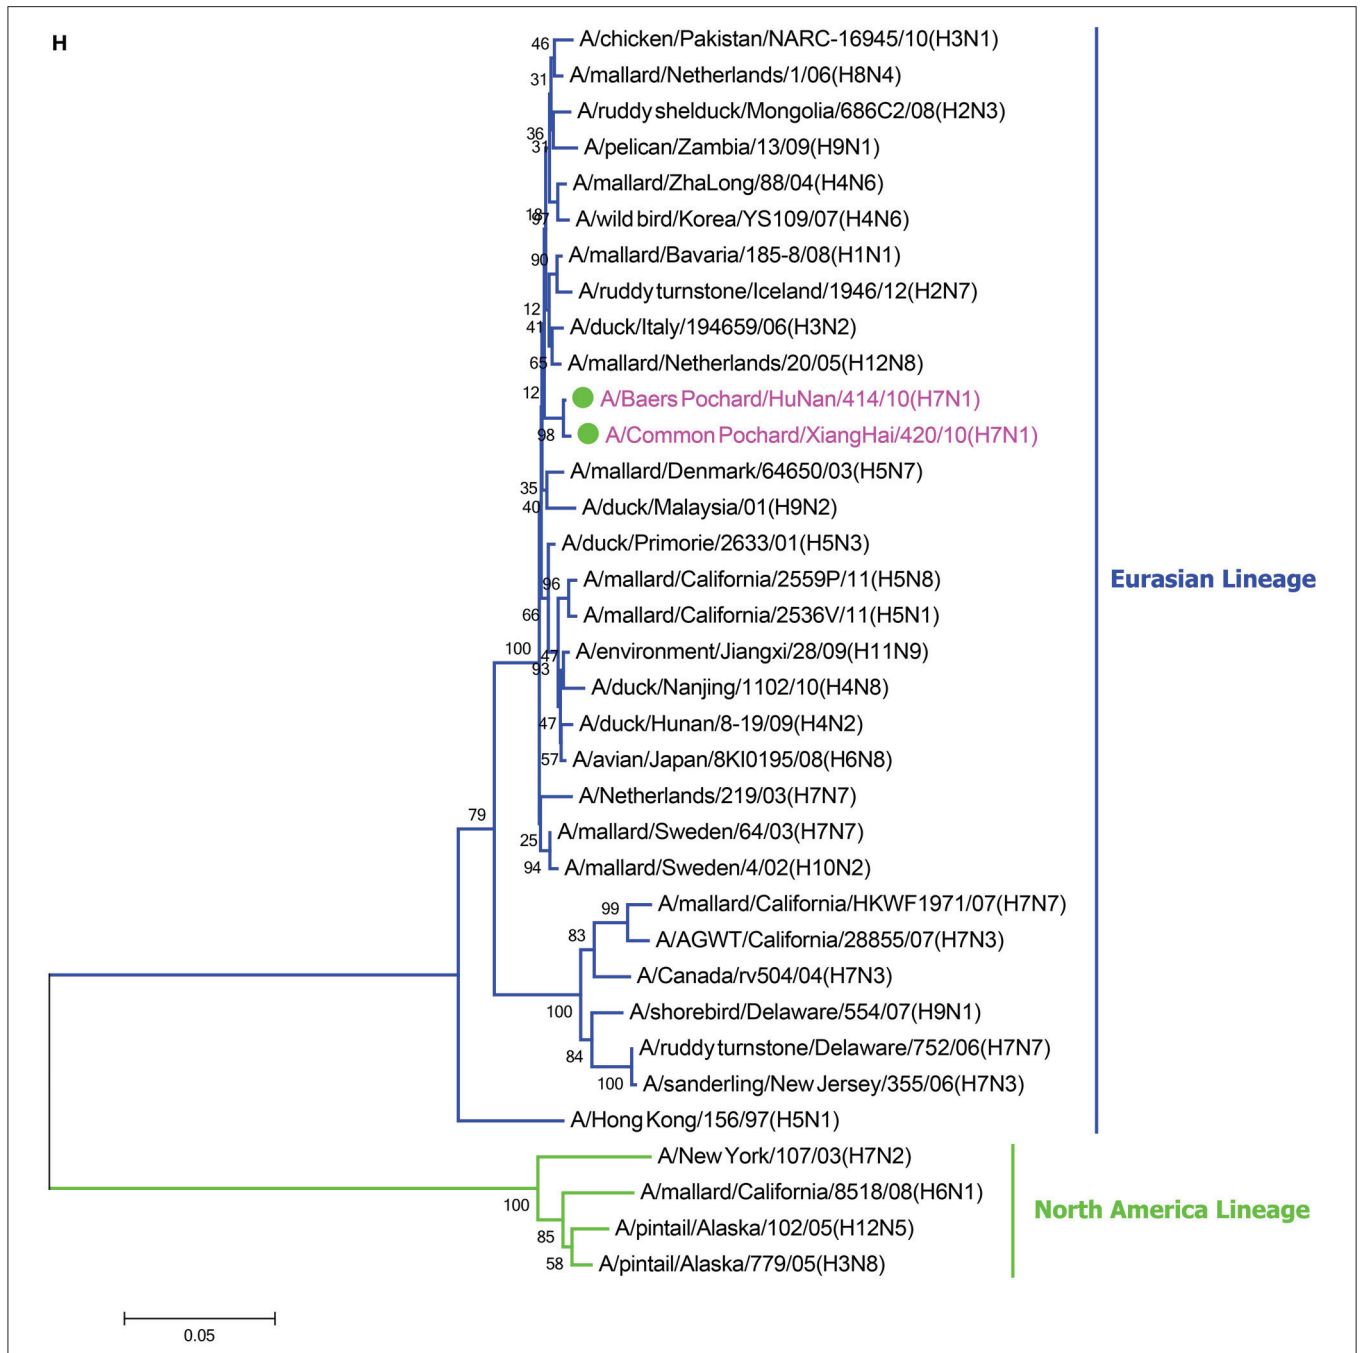 H
A/chicken/Pakistan/NARC-16945/10(H3N1)
46
A/mallard/Netherlands/1/06(H8N4)
31
A/ruddy shelduck/Mongolia/686C2/08(H2N3)
36
A/pelican/Zambia/13/09(H9N1)
31
A/mallard/ZhaLong/88/04(H4N6)
18
97
A/wild bird/Korea/YS109/07(H4N6)
A/mallard/Bavaria/185-8/08(H1N1)
90
A/ruddy turnstone/Iceland/1946/12(H2N7)
12
A/duck/Italy/194659/06(H3N2)
41
A/mallard/Netherlands/20/05(H12N8)
65
12
A/Baers Pochard/HuNan/414/10(H7N1)
A/Common Pochard/XiangHai/420/10(H7N1)
98
A/mallard/Denmark/64650/03(H5N7)
35
A/duck/Malaysia/01(H9N2)
40
A/duck/Primorie/2633/01(H5N3)
A/mallard/California/2559P/11(H5N8)
96
Eurasian Lineage
A/mallard/California/2536V/11(H5N1)
66
A/environment/Jiangxi/28/09(H11N9)
100
47
93
A/duck/Nanjing/1102/10(H4N8)
A/duck/Hunan/8-19/09(H4N2)
47
A/avian/Japan/8KI0195/08(H6N8)
57
A/Netherlands/219/03(H7N7)
79
A/mallard/Sweden/64/03(H7N7)
25
A/mallard/Sweden/4/02(H10N2)
94
A/mallard/California/HKWF1971/07(H7N7)
99
A/AGWT/California/28855/07(H7N3)
83
A/Canada/rv504/04(H7N3)
A/shorebird/Delaware/554/07(H9N1)
100
A/ruddy turnstone/Delaware/752/06(H7N7)
84
A/sanderling/New Jersey/355/06(H7N3)
100
A/Hong Kong/156/97(H5N1)
A/New York/107/03(H7N2)
A/mallard/California/8518/08(H6N1)
100
North America Lineage
A/pintail/Alaska/102/05(H12N5)
85
A/pintail/Alaska/779/05(H3N8)
58
0.05